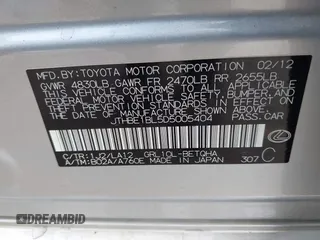 MFD.BY:TOYOTA MOTOR CORPORATION 02/12
GVWR 4830LB GAWR FR 2470LB RR 2655LB
THIS VEHICLE CONFORMS TO ALL APPLICABLE
FEDERAL MOTOR VEHICLE SAFETY, BUMPER, AND
THEFT PREVENTION STANDARDS IN EFFECT ON
THE DATE OF MANUFACTURE SHOWN ABOVE.
JTHBE1BL5D5005404 PASS.CAR
C/TR:1J2/LA12 GRL10L-BETQHA
A/TM:B02A/A760E MADE IN JAPAN 307 C
DREAMBID